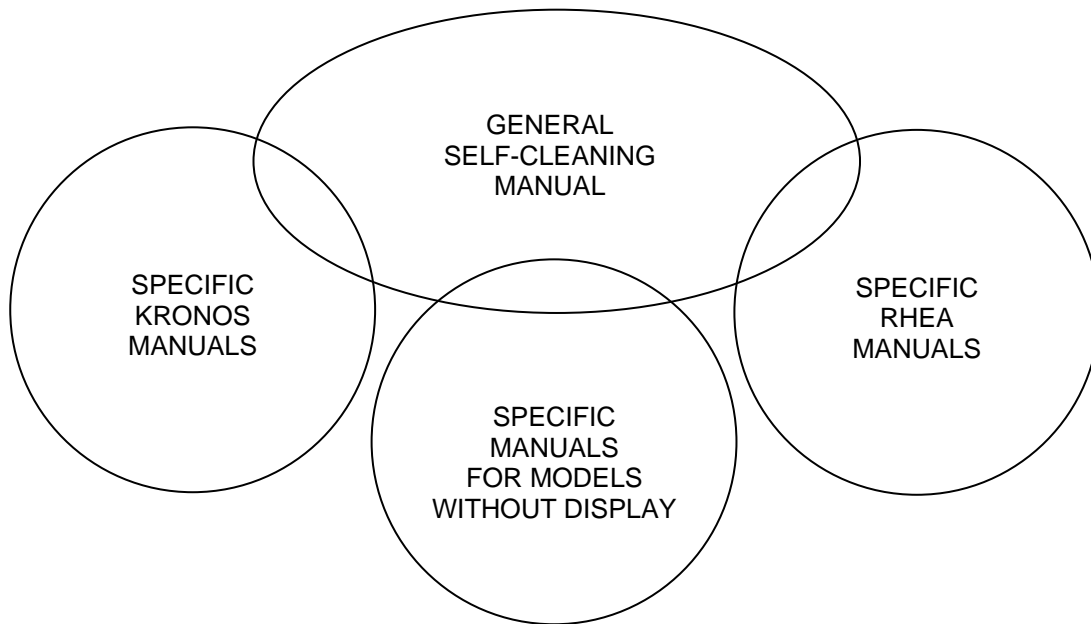 GENERAL
SELF-CLEANING
MANUAL
SPECIFIC
KRONOS
MANUALS
SPECIFIC
RHEA
MANUALS
SPECIFIC
MANUALS
FOR MODELS
WITHOUT DISPLAY